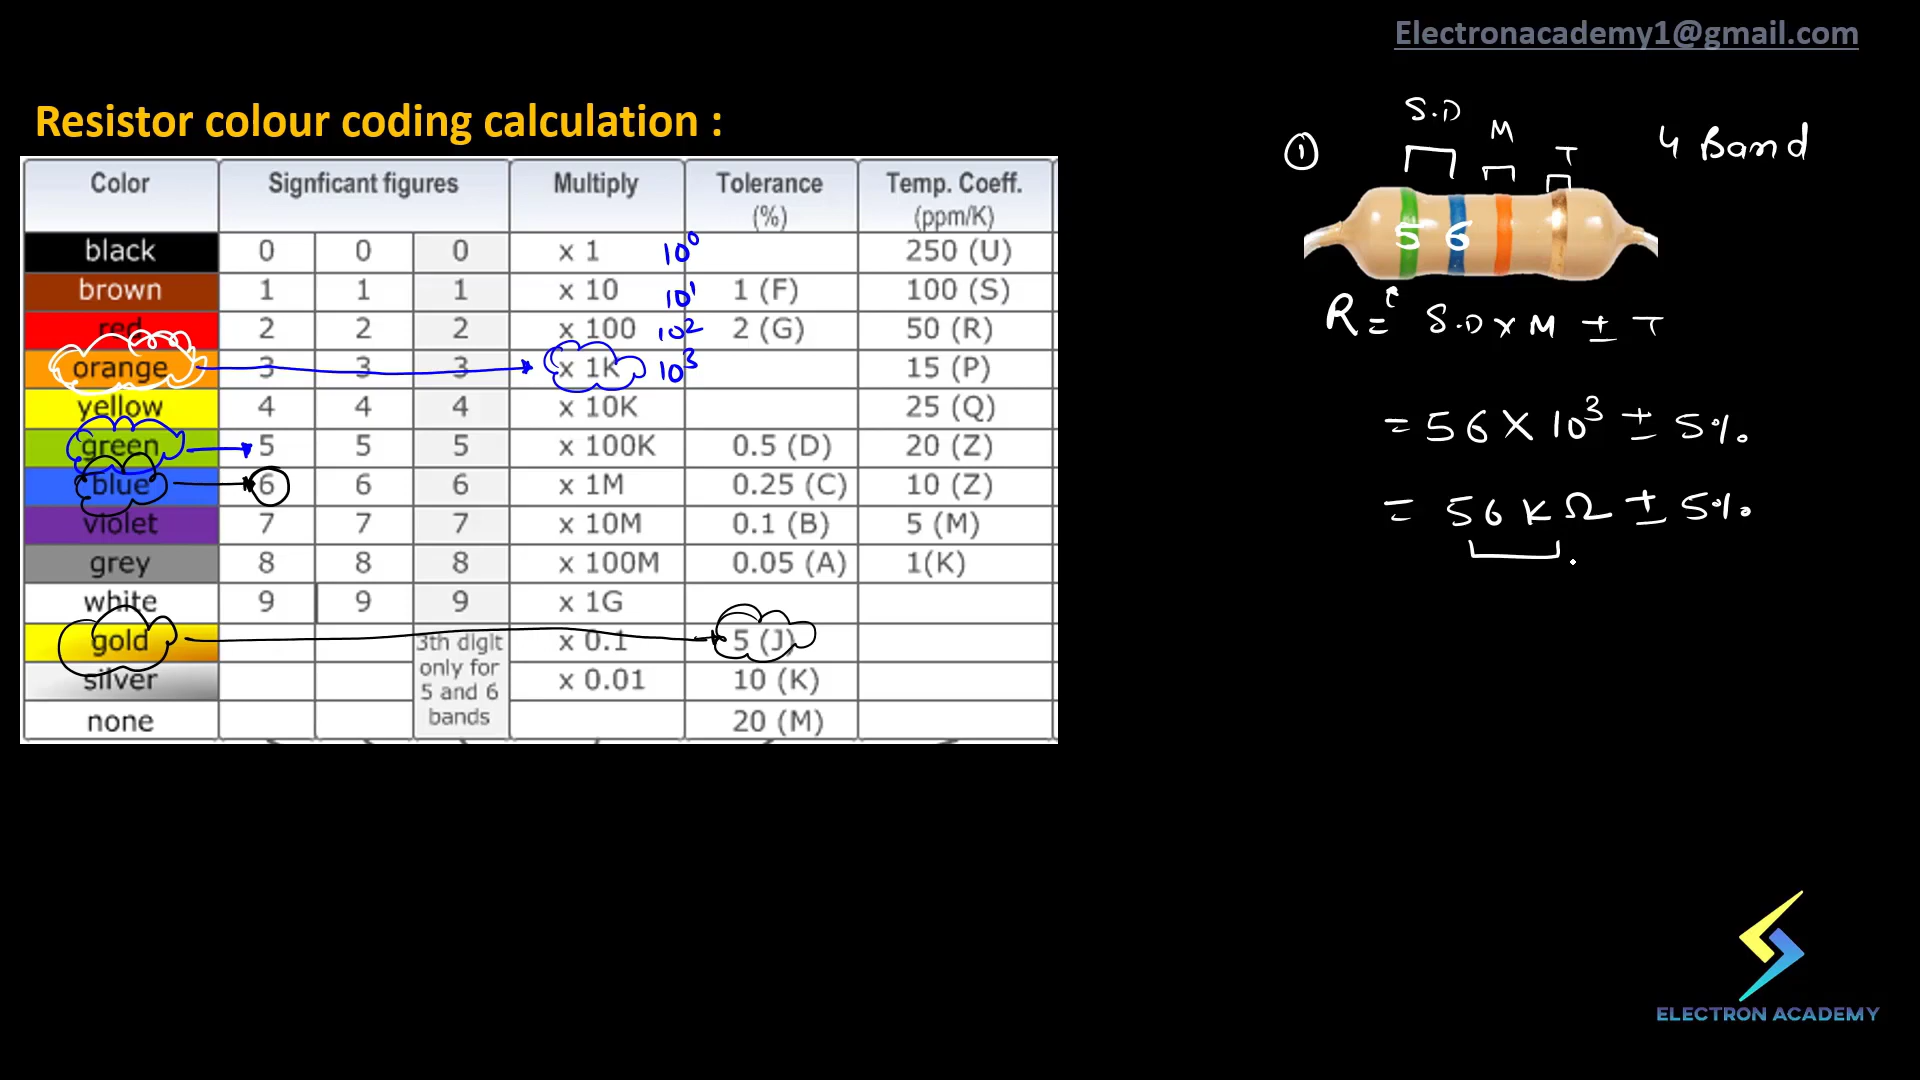 Electronacademy1@gmail.com
Resistor colour coding calculation :
Color Signficant figures Multiply Tolerance (%) Temp. Coeff. (ppm/K)
black 0 0 0 x 1 10⁰ 250 (U)
brown 1 1 1 x 10 10¹ 1 (F) 100 (S)
red 2 2 2 x 100 10² 2 (G) 50 (R)
orange 3 3 3 x 1K 10³ 15 (P)
yellow 4 4 4 x 10K 25 (Q)
green 5 5 5 x 100K 0.5 (D) 20 (Z)
blue 6 6 6 x 1M 0.25 (C) 10 (Z)
violet 7 7 7 x 10M 0.1 (B) 5 (M)
grey 8 8 8 x 100M 0.05 (A) 1(K)
white 9 9 9 x 1G
gold x 0.1 5 (J)
silver x 0.01 10 (K)
none 20 (M)
3th digit
only for
5 and 6
bands
① S.D M T 4 Band
5 6
R = S.D x M ± T
= 56 X 10³ ± 5%
= 56 K Ω ± 5%
ELECTRON ACADEMY